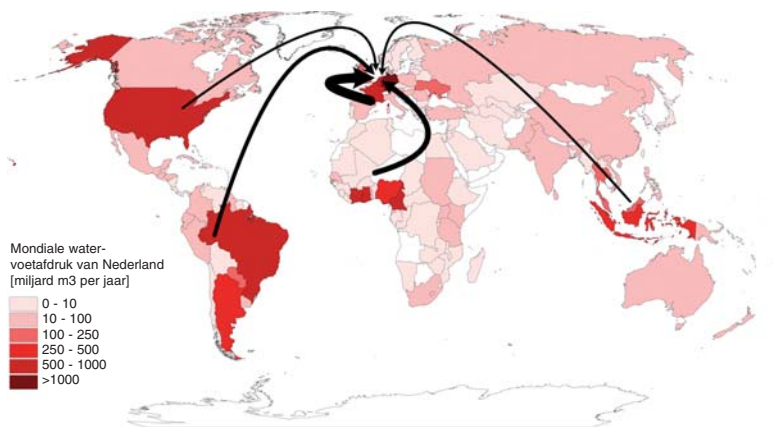 Mondiale water-
voetafdruk van Nederland
[miljard m3 per jaar]
0 - 10
10 - 100
100 - 250
250 - 500
500 - 1000
>1000